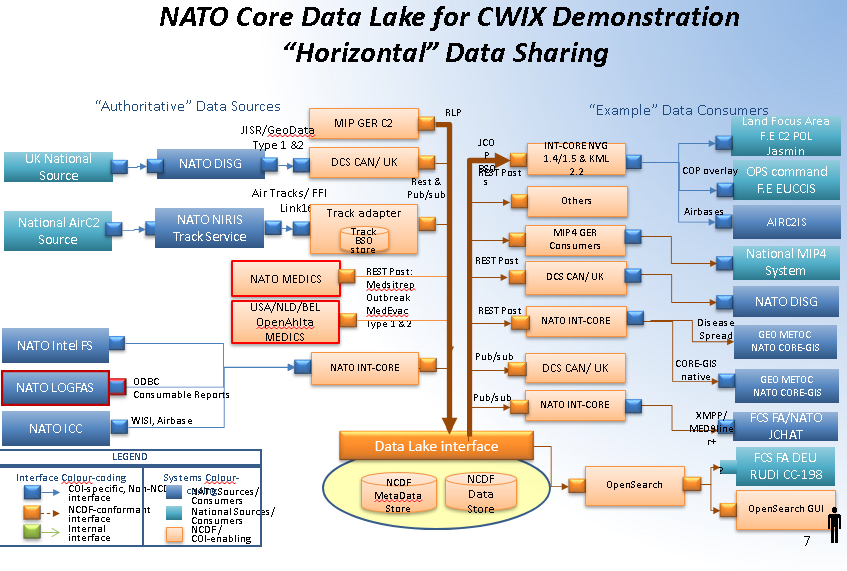 NATO Core Data Lake for CWIX Demonstration
“Horizontal” Data Sharing
“Authoritative” Data Sources
“Example” Data Consumers
RLP
MIP GER C2
JISR/GeoData
Type 1 &2
UK National
Source
NATO DISG
DCS CAN/ UK
Rest &
Pub/sub
Air Tracks/ FFI
Link16
National AirC2
Source
NATO NIRIS
Track Service
Track adapter
Track
BSO
store
NATO MEDICS
USA/NLD/BEL
OpenAhlta
MEDICS
REST Post:
Medsitrep
Outbreak
MedEvac
Type 1 &2
NATO Intel FS
NATO LOGFAS
ODBC
Consumable Reports
NATO INT-CORE
NATO ICC
WISI, Airbase
JCO
P
BSO
s
REST Post
INT-CORE NVG
1.4/1.5 & KML
2.2
Others
MIP4 GER
Consumers
REST Post
DCS CAN/ UK
REST Post
NATO INT-CORE
Pub/sub
DCS CAN/ UK
Pub/sub
NATO INT-CORE
Land Focus Area
F.E C2 POL
Jasmin
COP overlay
OPS command
F.E EUCCIS
Airbases
AIRC2IS
National MIP4
System
NATO DISG
Disease
Spread
GEO METOC
NATO CORE-GIS
CORE-GIS
native
GEO METOC
NATO CORE-GIS
XMPP/
MED9line
r+
FCS FA/NATO
JCHAT
FCS FA DEU
RUDI CC-198
?
OpenSearch
OpenSearch GUI
Data Lake interface
NCDF
MetaData
Store
NCDF
Data
Store
LEGEND
Interface Colour-coding
COI-specific, Non-NCDF
interface
NCDF-conformant
interface
Internal
interface
Systems Colour-
coding
NATO Sources/
Consumers
National Sources/
Consumers
NCDF/
COI-enabling
7